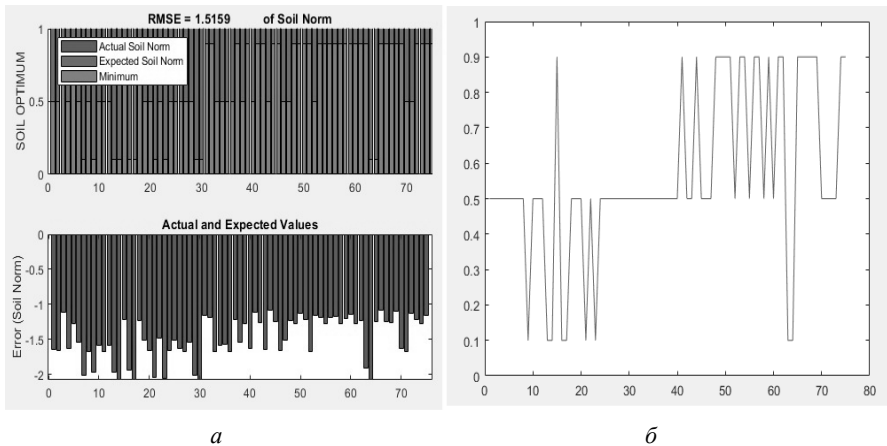 RMSE = 1.5159 of Soil Norm
SOIL OPTIMUM
1
0.5
0
Actual Soil Norm
Expected Soil Norm
Minimum
0 10 20 30 40 50 60 70
Actual and Expected Values
Error (Soil Norm)
0
-0.5
-1
-1.5
-2
0 10 20 30 40 50 60 70
а
1
0.9
0.8
0.7
0.6
0.5
0.4
0.3
0.2
0.1
0
0 10 20 30 40 50 60 70 80
б